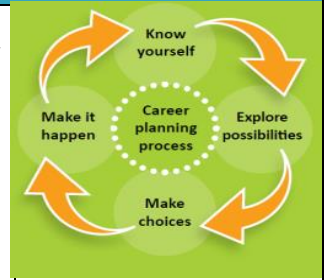 Know
yourself
Explore
possibilities
Make
choices
Make it
happen
Career
planning
process